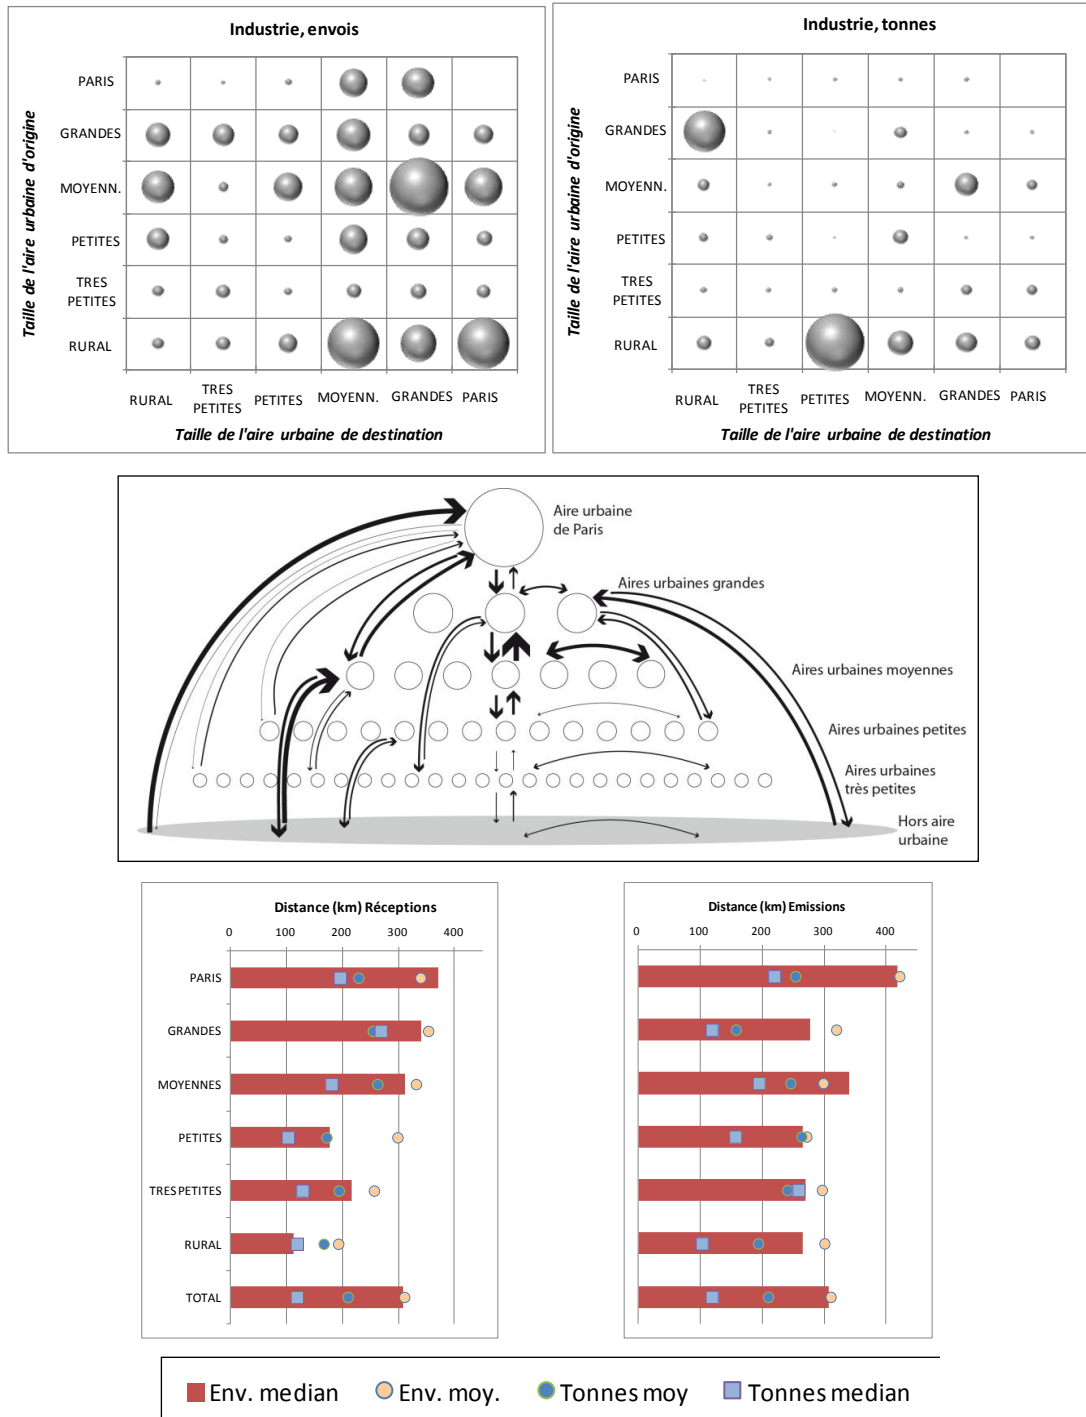 Industrie, envois
Taille de l'aire urbaine d'origine
PARIS
GRANDES
MOYENN.
PETITES
TRES
PETITES
RURAL
RURAL
TRES
PETITES
PETITES
MOYENN.
GRANDES
PARIS
Taille de l'aire urbaine de destination
Industrie, tonnes
Taille de l'aire urbaine d'origine
PARIS
GRANDES
MOYENN.
PETITES
TRES
PETITES
RURAL
RURAL
TRES
PETITES
PETITES
MOYENN.
GRANDES
PARIS
Taille de l'aire urbaine de destination
Aire urbaine
de Paris
Aires urbaines grandes
Aires urbaines moyennes
Aires urbaines petites
Aires urbaines
très petites
Hors aire
urbaine
Distance (km) Réceptions
0 100 200 300 400
PARIS
GRANDES
MOYENNES
PETITES
TRES PETITES
RURAL
TOTAL
Distance (km) Emissions
0 100 200 300 400
Env. median
Env. moy.
Tonnes moy
Tonnes median